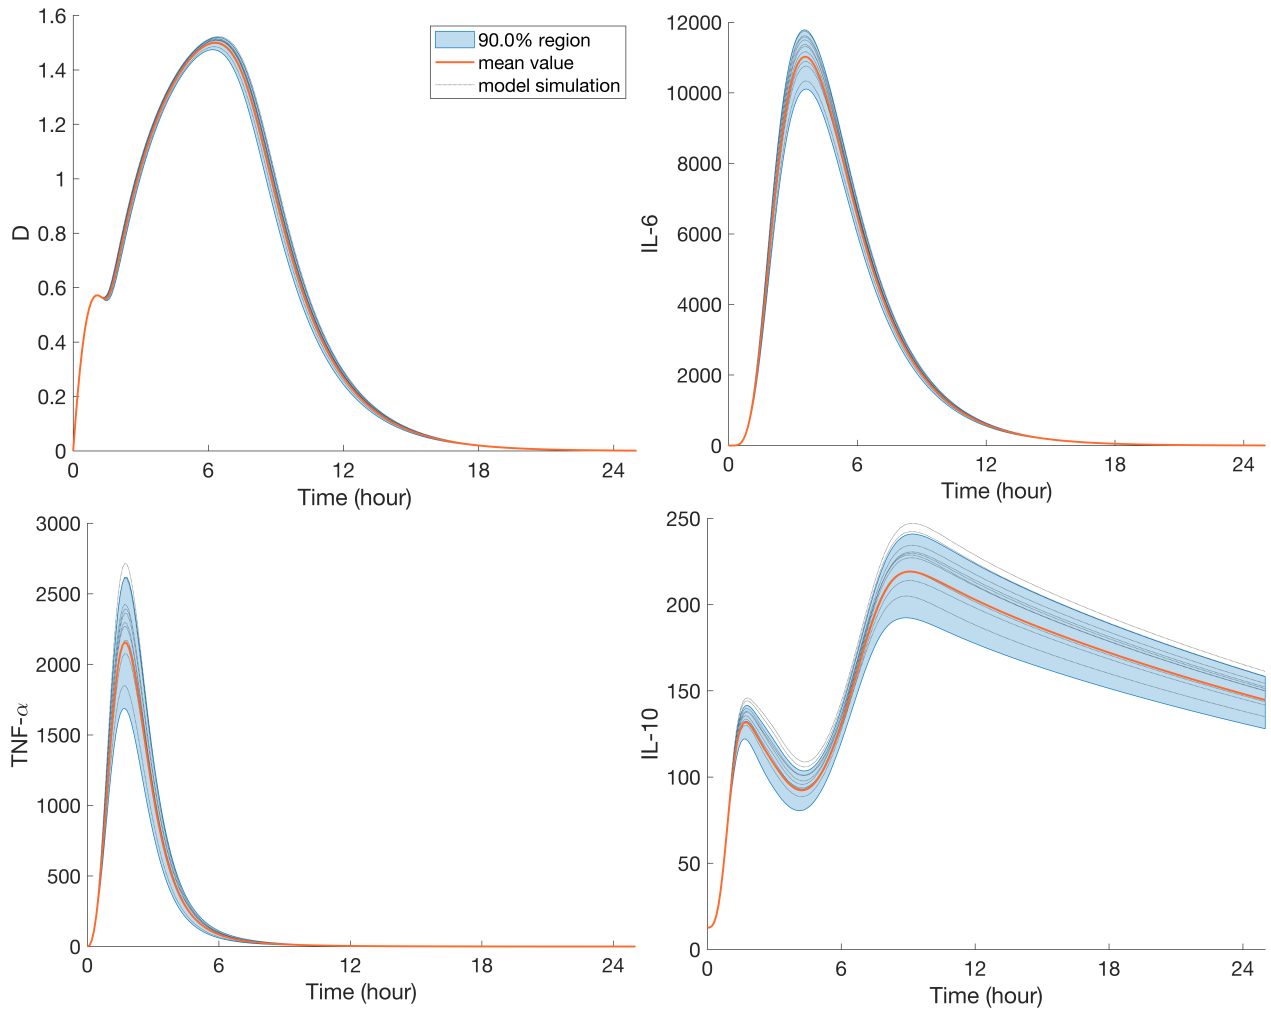 1.6
1.4
1.2
1
0.8
0.6
0.4
0.2
0
D
0 6 12 18 24
Time (hour)
90.0% region
mean value
model simulation
12000
10000
8000
6000
4000
2000
0
IL-6
0 6 12 18 24
Time (hour)
3000
2500
2000
1500
1000
500
0
TNF-α
0 6 12 18 24
Time (hour)
250
200
150
100
50
0
IL-10
0 6 12 18 24
Time (hour)